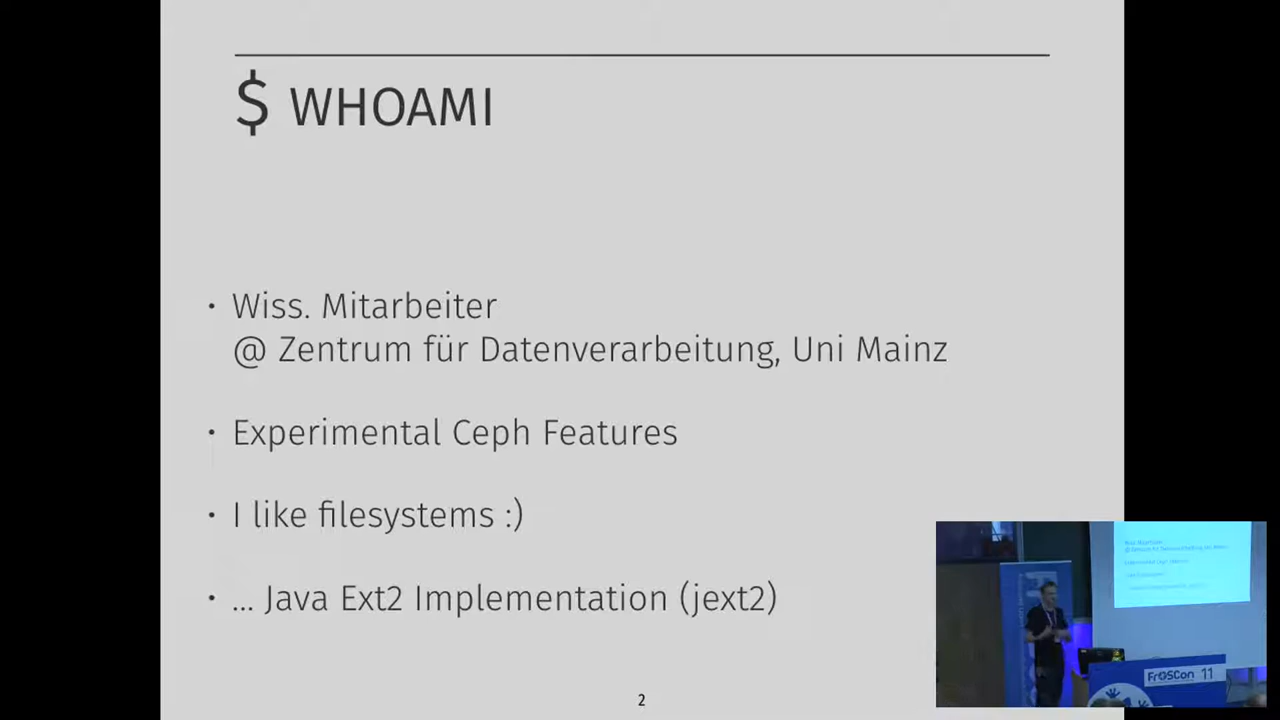 $ WHOAMI
• Wiss. Mitarbeiter
@ Zentrum für Datenverarbeitung, Uni Mainz
• Experimental Ceph Features
• I like filesystems :)
• ... Java Ext2 Implementation (jext2)
2
FrOSCon 11